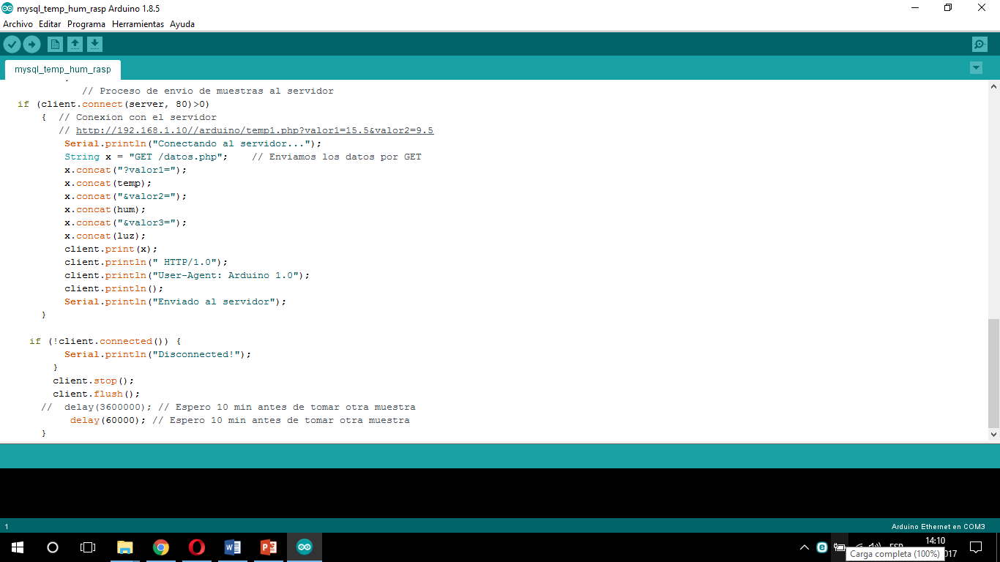 mysql_temp_hum_rasp Arduino 1.8.5
Archivo Editar Programa Herramientas Ayuda
mysql_temp_hum_rasp
// Proceso de envio de muestras al servidor
if (client.connect(server, 80)>0)
{ // Conexion con el servidor
// http://192.168.1.10//arduino/temp1.php?valor1=15.5&valor2=9.5
Serial.println("Conectando al servidor...");
String x = "GET /datos.php"; // Enviamos los datos por GET
x.concat("?valor1=");
x.concat(temp);
x.concat("&valor2=");
x.concat(hum);
x.concat("&valor3=");
x.concat(luz);
client.print(x);
client.println(" HTTP/1.0");
client.println("User-Agent: Arduino 1.0");
client.println();
Serial.println("Enviado al servidor");
}
if (!client.connected()) {
Serial.println("Disconnected!");
}
client.stop();
client.flush();
// delay(3600000); // Espero 10 min antes de tomar otra muestra
delay(60000); // Espero 10 min antes de tomar otra muestra
}
1
Arduino Ethernet en COM3
14:10
Carga completa (100%)